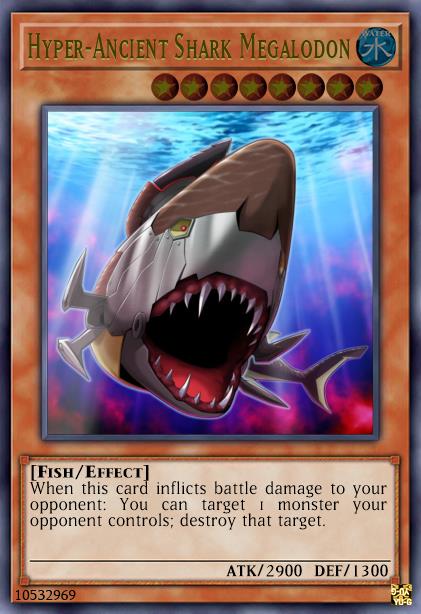 Hyper-Ancient Shark Megalodon
WATER
水
[Fish/Effect]
When this card inflicts battle damage to your
opponent: You can target 1 monster your
opponent controls; destroy that target.
ATK/2900 DEF/1300
10532969